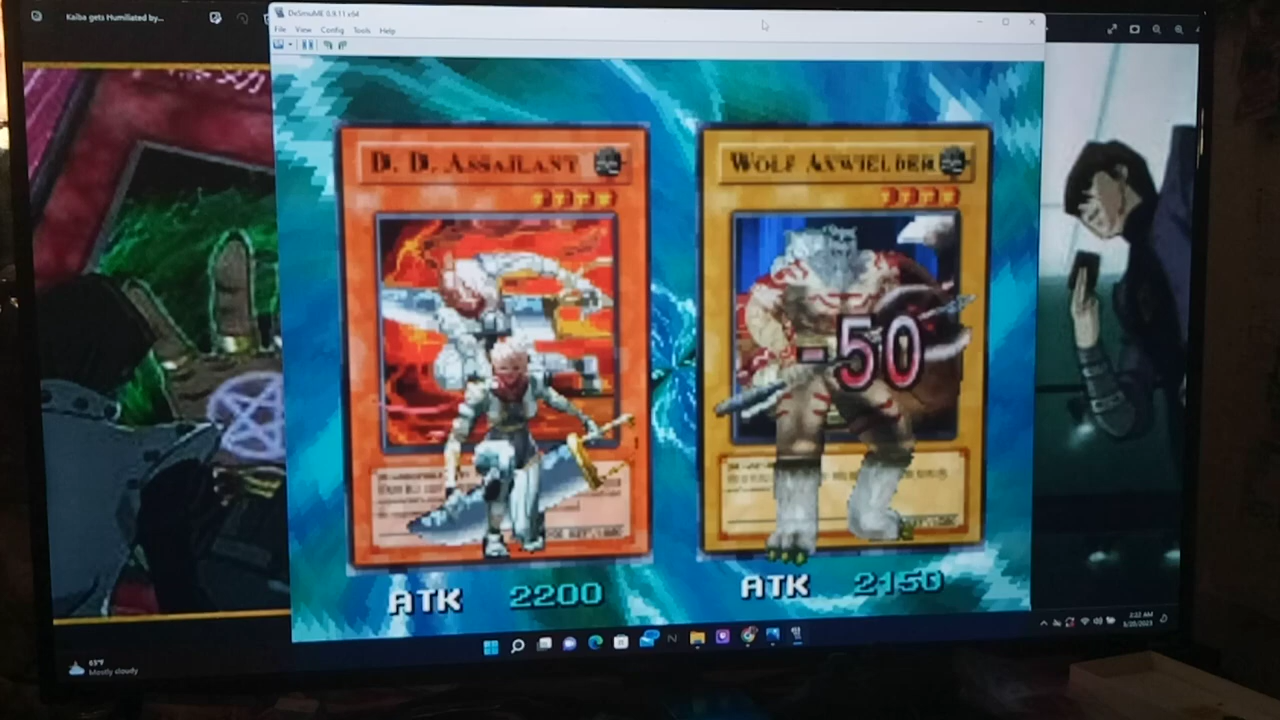 Kaiba gets Humiliated by...
DeSmuME 0.9.11 x64
File View Config Tools Help
D. D. Assailant
Wolf Axwielder
-50
ATK 2200
ATK 2150
63°F
Mostly cloudy